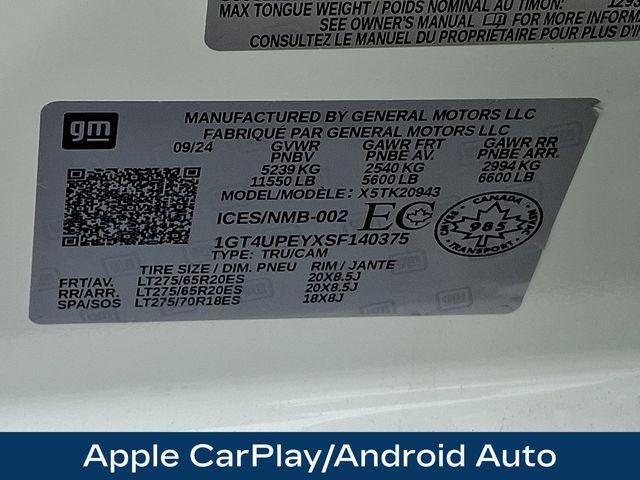 MAX TONGUE WEIGHT / POIDS NOMINAL AU TIMON:
SEE OWNER'S MANUAL FOR MORE INFORM
CONSULTEZ LE MANUEL DU PROPRIÉTAIRE POUR PLUS D'IN
gm
MANUFACTURED BY GENERAL MOTORS LLC
FABRIQUÉ PAR GENERAL MOTORS LLC
09/24 GVWR GAWR FRT GAWR RR
PNBV PNBE AV. PNBE ARR.
5239 KG 2540 KG 2994 KG
11550 LB 5600 LB 6600 LB
MODEL/MODÈLE: X5TK20943
ICES/NMB-002 EC
CANADA
985
TRANSPORT
1GT4UPEYXSF140375
TYPE: TRU/CAM
TIRE SIZE / DIM. PNEU RIM / JANTE
FRT/AV. LT275/65R20ES 20X8.5J
RR/ARR. LT275/65R20ES 20X8.5J
SPA/SOS LT275/70R18ES 18X8J
Apple CarPlay/Android Auto